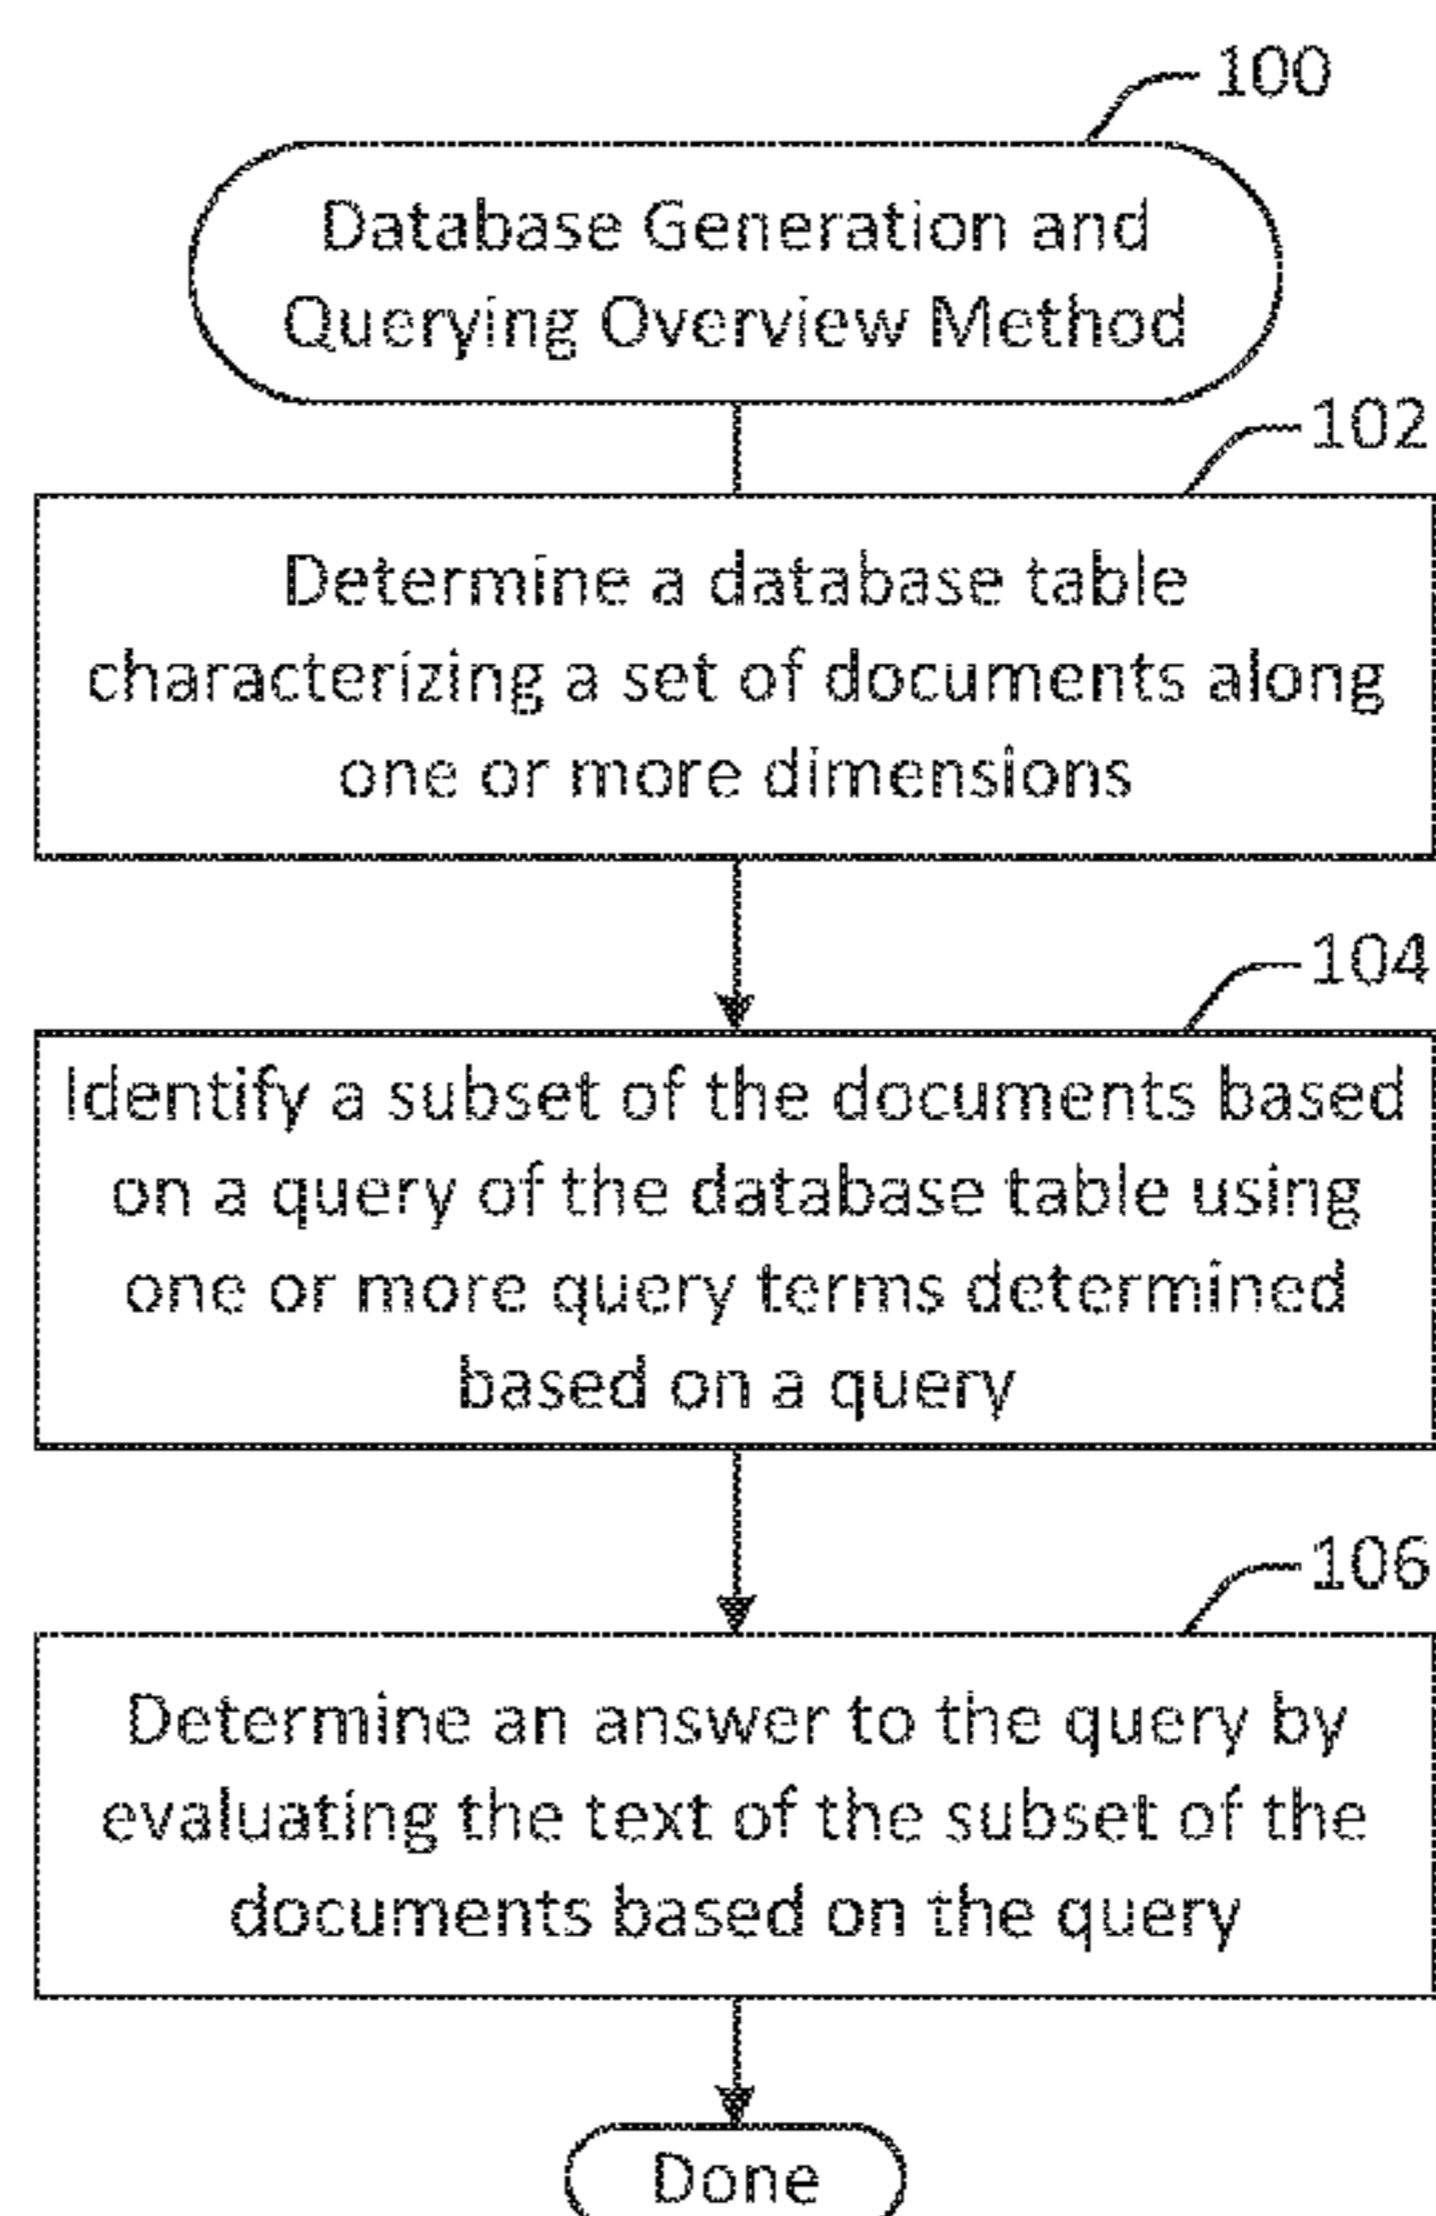 100
Database Generation and
Querying Overview Method
102
Determine a database table
characterizing a set of documents along
one or more dimensions
104
Identify a subset of the documents based
on a query of the database table using
one or more query terms determined
based on a query
106
Determine an answer to the query by
evaluating the text of the subset of the
documents based on the query
Done